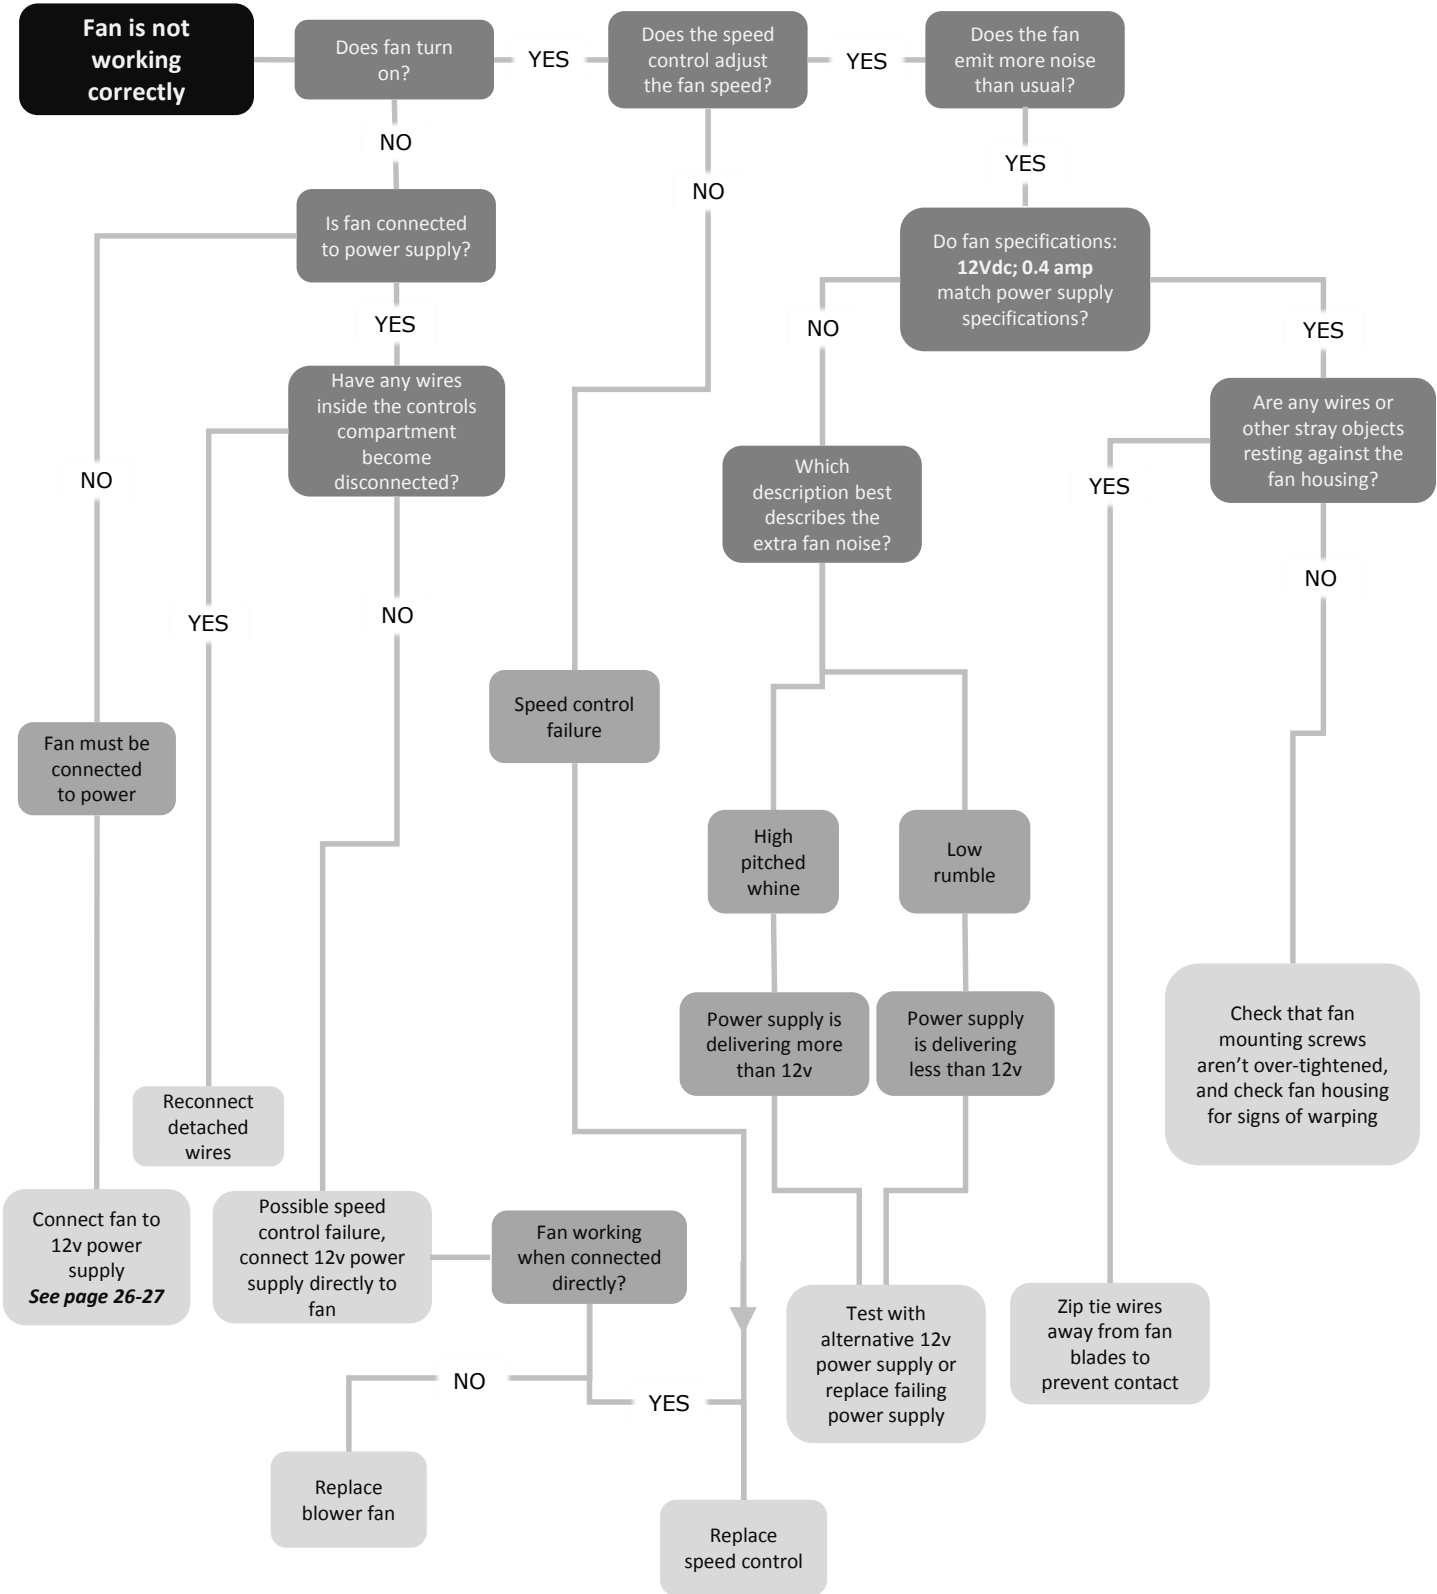 Fan is not
working
correctly
Does fan turn
on?
YES
Does the speed
control adjust
the fan speed?
YES
Does the fan
emit more noise
than usual?
NO
NO
YES
Is fan connected
to power supply?
Do fan specifications:
12Vdc; 0.4 amp
match power supply
specifications?
YES
NO
YES
Have any wires
inside the controls
compartment
become
disconnected?
Are any wires or
other stray objects
resting against the
fan housing?
Which
description best
describes the
extra fan noise?
NO
YES
YES
NO
NO
Speed control
failure
Fan must be
connected
to power
High
pitched
whine
Low
rumble
Power supply is
delivering more
than 12v
Power supply
is delivering
less than 12v
Check that fan
mounting screws
aren't over-tightened,
and check fan housing
for signs of warping
Reconnect
detached
wires
Connect fan to
12v power
supply
See page 26-27
Possible speed
control failure,
connect 12v power
supply directly to
fan
Fan working
when connected
directly?
Test with
alternative 12v
power supply or
replace failing
power supply
Zip tie wires
away from fan
blades to
prevent contact
NO
YES
Replace
blower fan
Replace
speed control